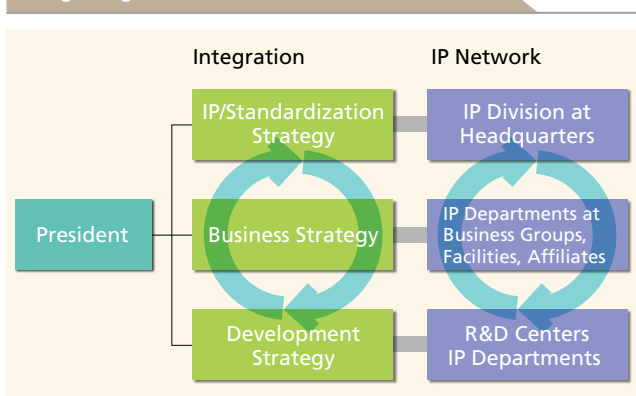 Integration
IP Network
IP/Standardization
Strategy
IP Division at
Headquarters
President
Business Strategy
IP Departments at
Business Groups,
Facilities, Affiliates
Development
Strategy
R&D Centers
IP Departments